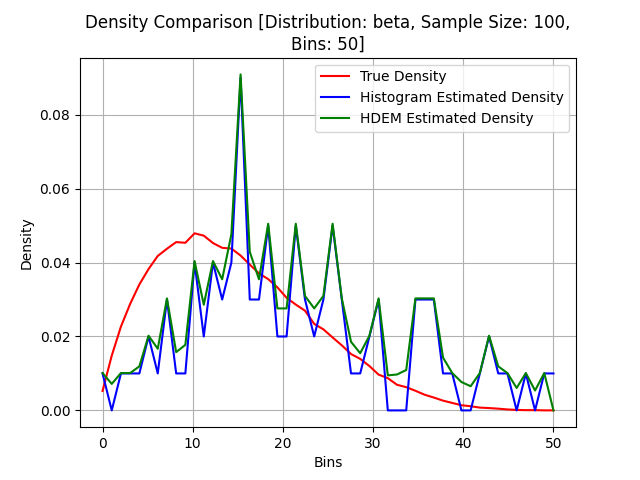 Density Comparison [Distribution: beta, Sample Size: 100,
Bins: 50]
True Density
Histogram Estimated Density
HDEM Estimated Density
Density
0.08
0.06
0.04
0.02
0.00
0
10
20
30
40
50
Bins